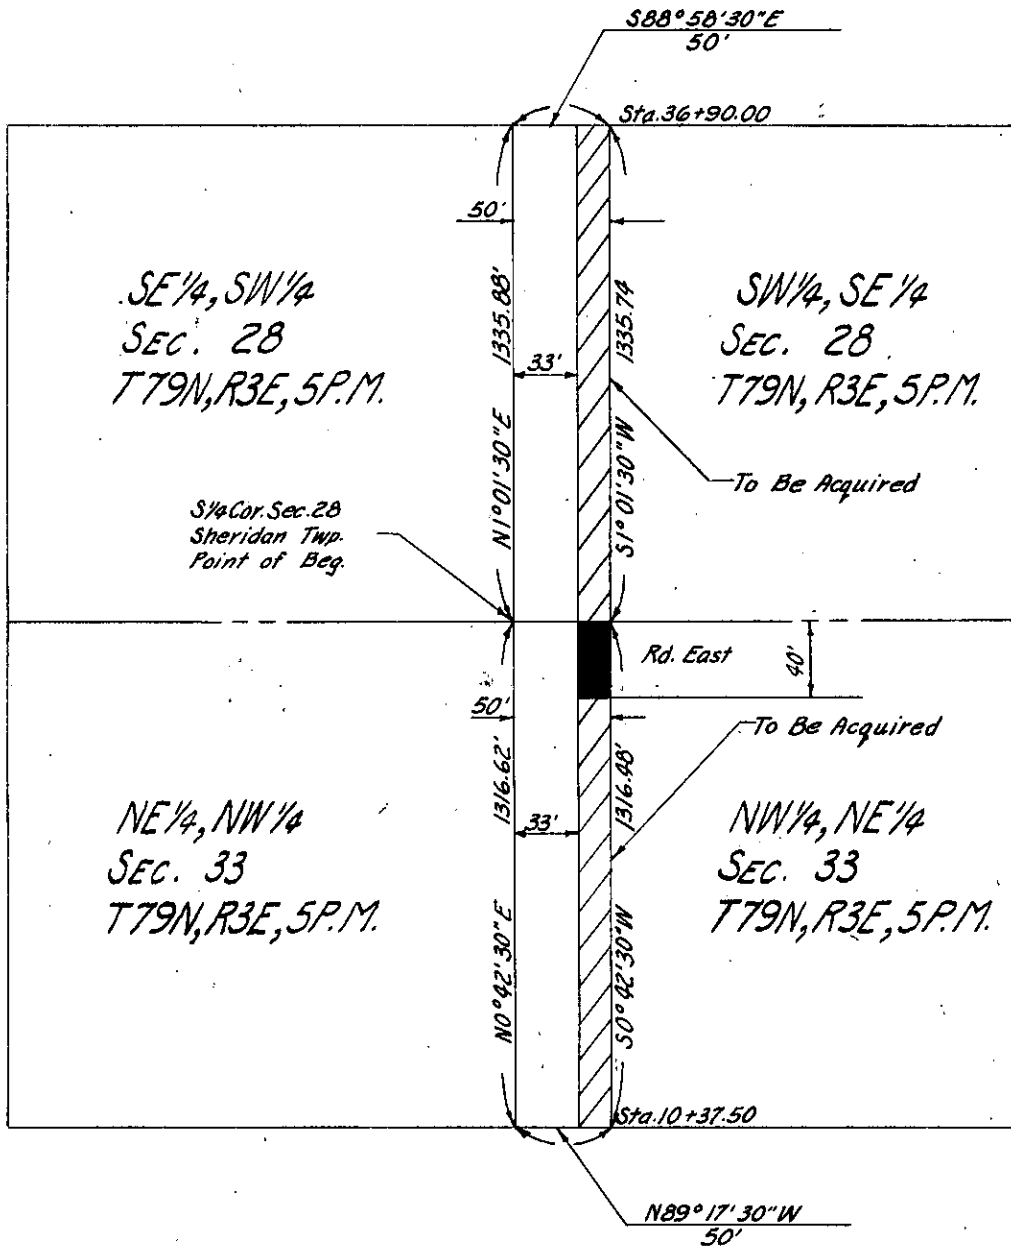 S88°58'30"E
50'
Sta.36+90.00
50'
SE1/4, SW1/4
SEC. 28
T79N,R3E,5P.M.
1335.88'
33'
N1°01'30"E
1335.74
S1°01'30"W
SW1/4, SE1/4
SEC. 28
T79N,R3E,5P.M.
To Be Acquired
S1/4Cor.Sec.28
Sheridan Twp.
Point of Beg.
Rd. East
40'
50'
To Be Acquired
NE1/4, NW1/4
SEC. 33
T79N,R3E,5P.M.
1316.62'
33'
N0°42'30"E
1316.48'
S0°42'30"W
NW1/4, NE1/4
SEC. 33
T79N,R3E,5P.M.
Sta.10+37.50
N89°17'30"W
50'